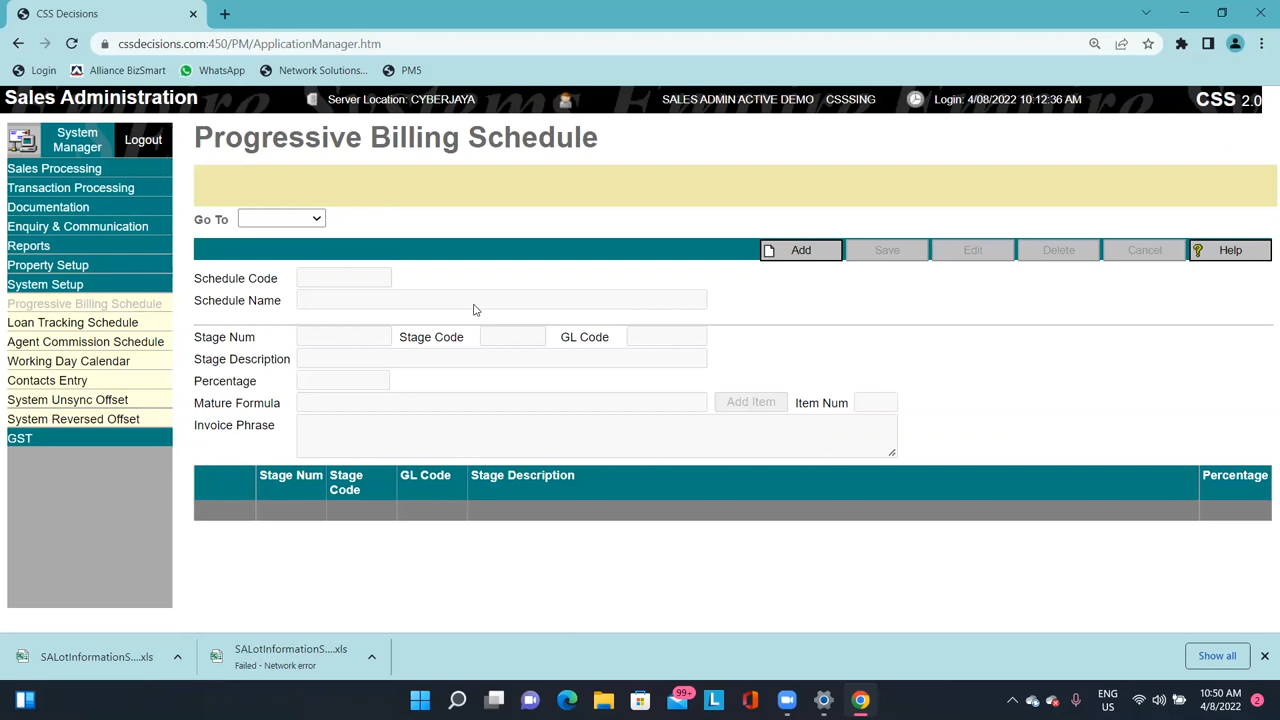 CSS Decisions
cssdecisions.com:450/PM/ApplicationManager.htm
Login
Alliance BizSmart
WhatsApp
Network Solutions...
PM5
Sales Administration
Server Location: CYBERJAYA
SALES ADMIN ACTIVE DEMO CSSSING
Login: 4/08/2022 10:12:36 AM
CSS 2.0
System Manager
Logout
Sales Processing
Transaction Processing
Documentation
Enquiry & Communication
Reports
Property Setup
System Setup
Progressive Billing Schedule
Loan Tracking Schedule
Agent Commission Schedule
Working Day Calendar
Contacts Entry
System Unsync Offset
System Reversed Offset
GST
Progressive Billing Schedule
Go To
Add
Save
Edit
Delete
Cancel
Help
Schedule Code
Schedule Name
Stage Num
Stage Code
GL Code
Stage Description
Percentage
Mature Formula
Add Item
Item Num
Invoice Phrase
Stage Num
Stage Code
GL Code
Stage Description
Percentage
SALotInformationS....xls
SALotInformationS....xls
Failed - Network error
Show all
99+
L
ENG
US
10:50 AM
4/8/2022
2